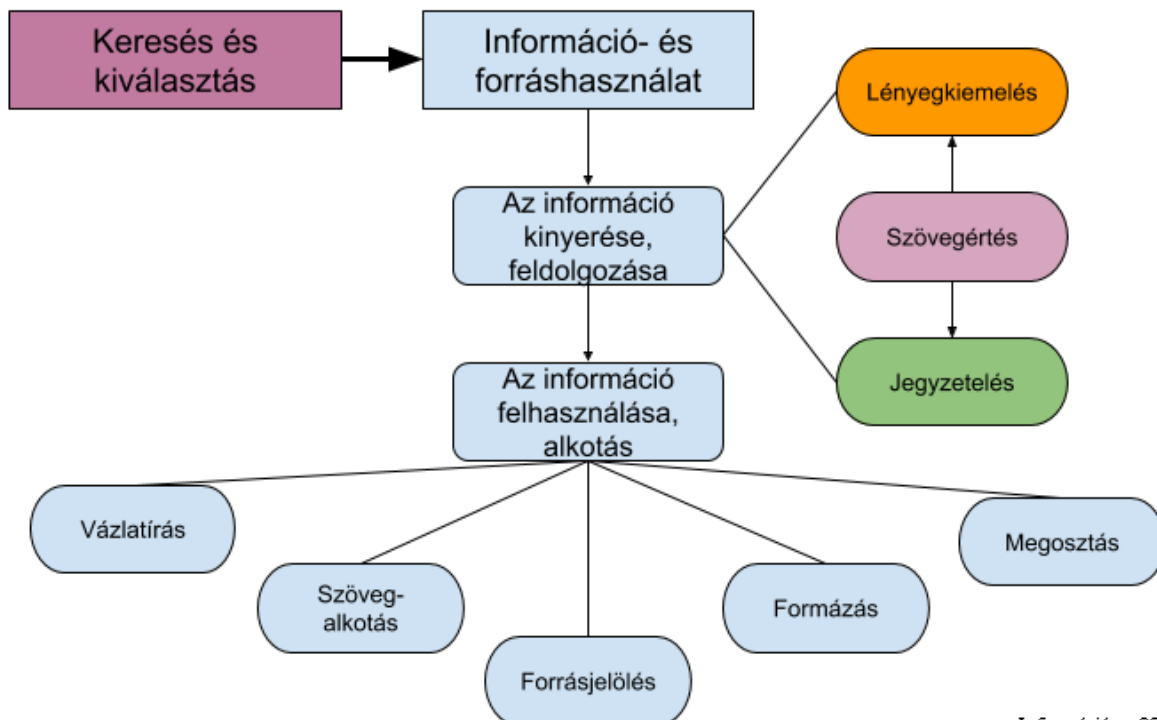 Keresés és
kiválasztás
Információ- és
forráshasználat
Lényegkiemelés
Az információ
kinyerése,
feldolgozása
Szövegértés
Az információ
felhasználása,
alkotás
Jegyzetelés
Vázlatírás
Megosztás
Szöveg-
alkotás
Formázás
Forrásjelölés